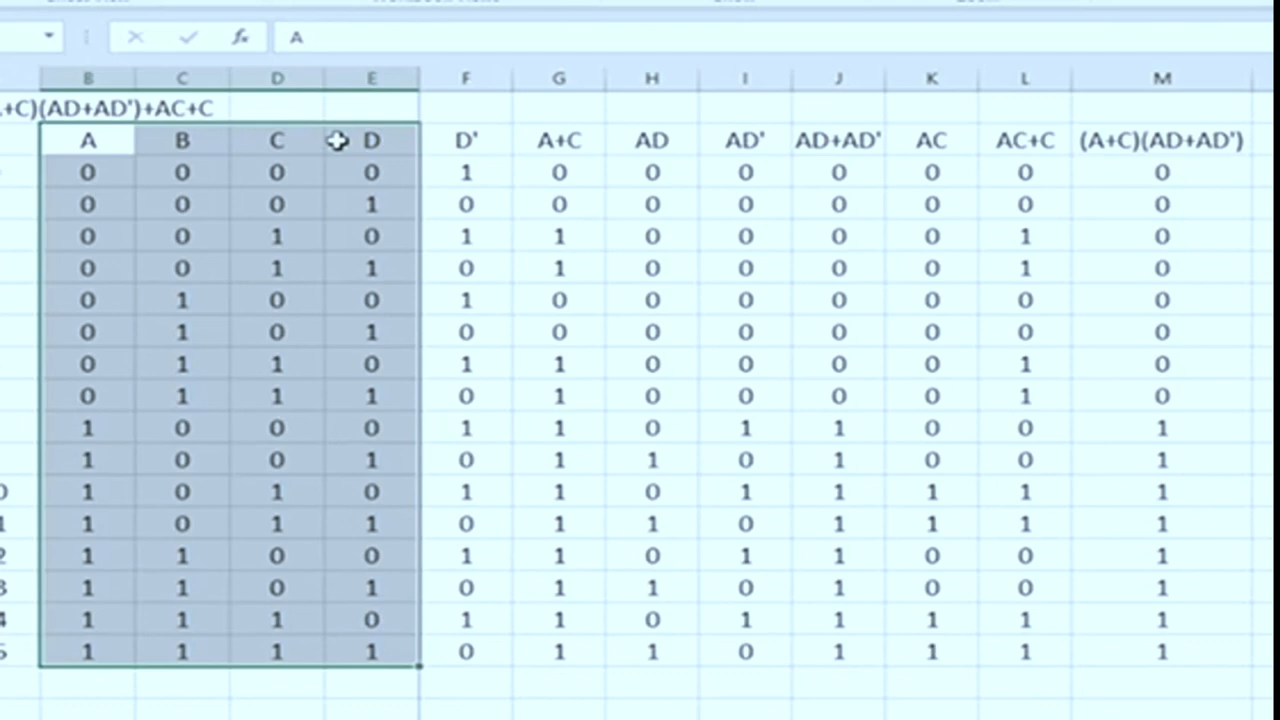 A
B C D E F G H I J K L M
+C)(AD+AD')+AC+C
A B C D D' A+C AD AD' AD+AD' AC AC+C (A+C)(AD+AD')
0 0 0 0 1 0 0 0 0 0 0 0
0 0 0 1 0 0 0 0 0 0 0 0
0 0 1 0 1 1 0 0 0 0 1 0
0 0 1 1 0 1 0 0 0 0 1 0
0 1 0 0 1 0 0 0 0 0 0 0
0 1 0 1 0 0 0 0 0 0 0 0
0 1 1 0 1 1 0 0 0 0 1 0
0 1 1 1 0 1 0 0 0 0 1 0
1 0 0 0 1 1 0 1 1 0 0 1
1 0 0 1 0 1 1 0 1 0 0 1
0 1 0 1 0 1 1 0 1 1 1 1 1
1 1 0 1 1 0 1 1 0 1 1 1 1
2 1 1 0 0 1 1 0 1 1 0 0 1
3 1 1 0 1 0 1 1 0 1 0 0 1
4 1 1 1 0 1 1 0 1 1 1 1 1
5 1 1 1 1 0 1 1 0 1 1 1 1